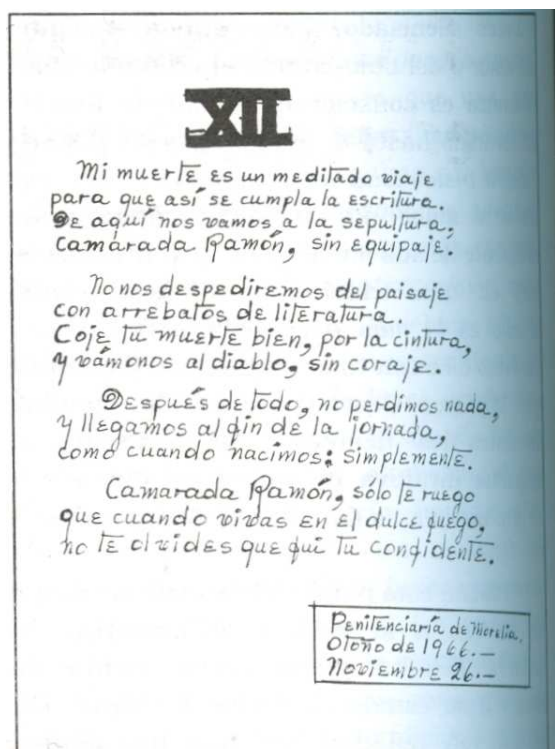 XII
Mi muerte es un meditado viaje
para que así se cumpla la escritura.
De aquí nos vamos a la sepultura,
camarada Ramón, sin equipaje.
No nos despediremos del paisaje
con arrebatos de literatura.
Coje tu muerte bien, por la cintura,
y vámonos al diablo, sin coraje.
Después de todo, no perdimos nada,
y llegamos al fin de la jornada,
como cuando nacimos: simplemente.
Camarada Ramón, sólo te ruego
que cuando vivas en el dulce fuego,
no te olvides que fui tu confidente.
Penitenciaría de Morelia.
Otoño de 1966.—
Noviembre 26.—